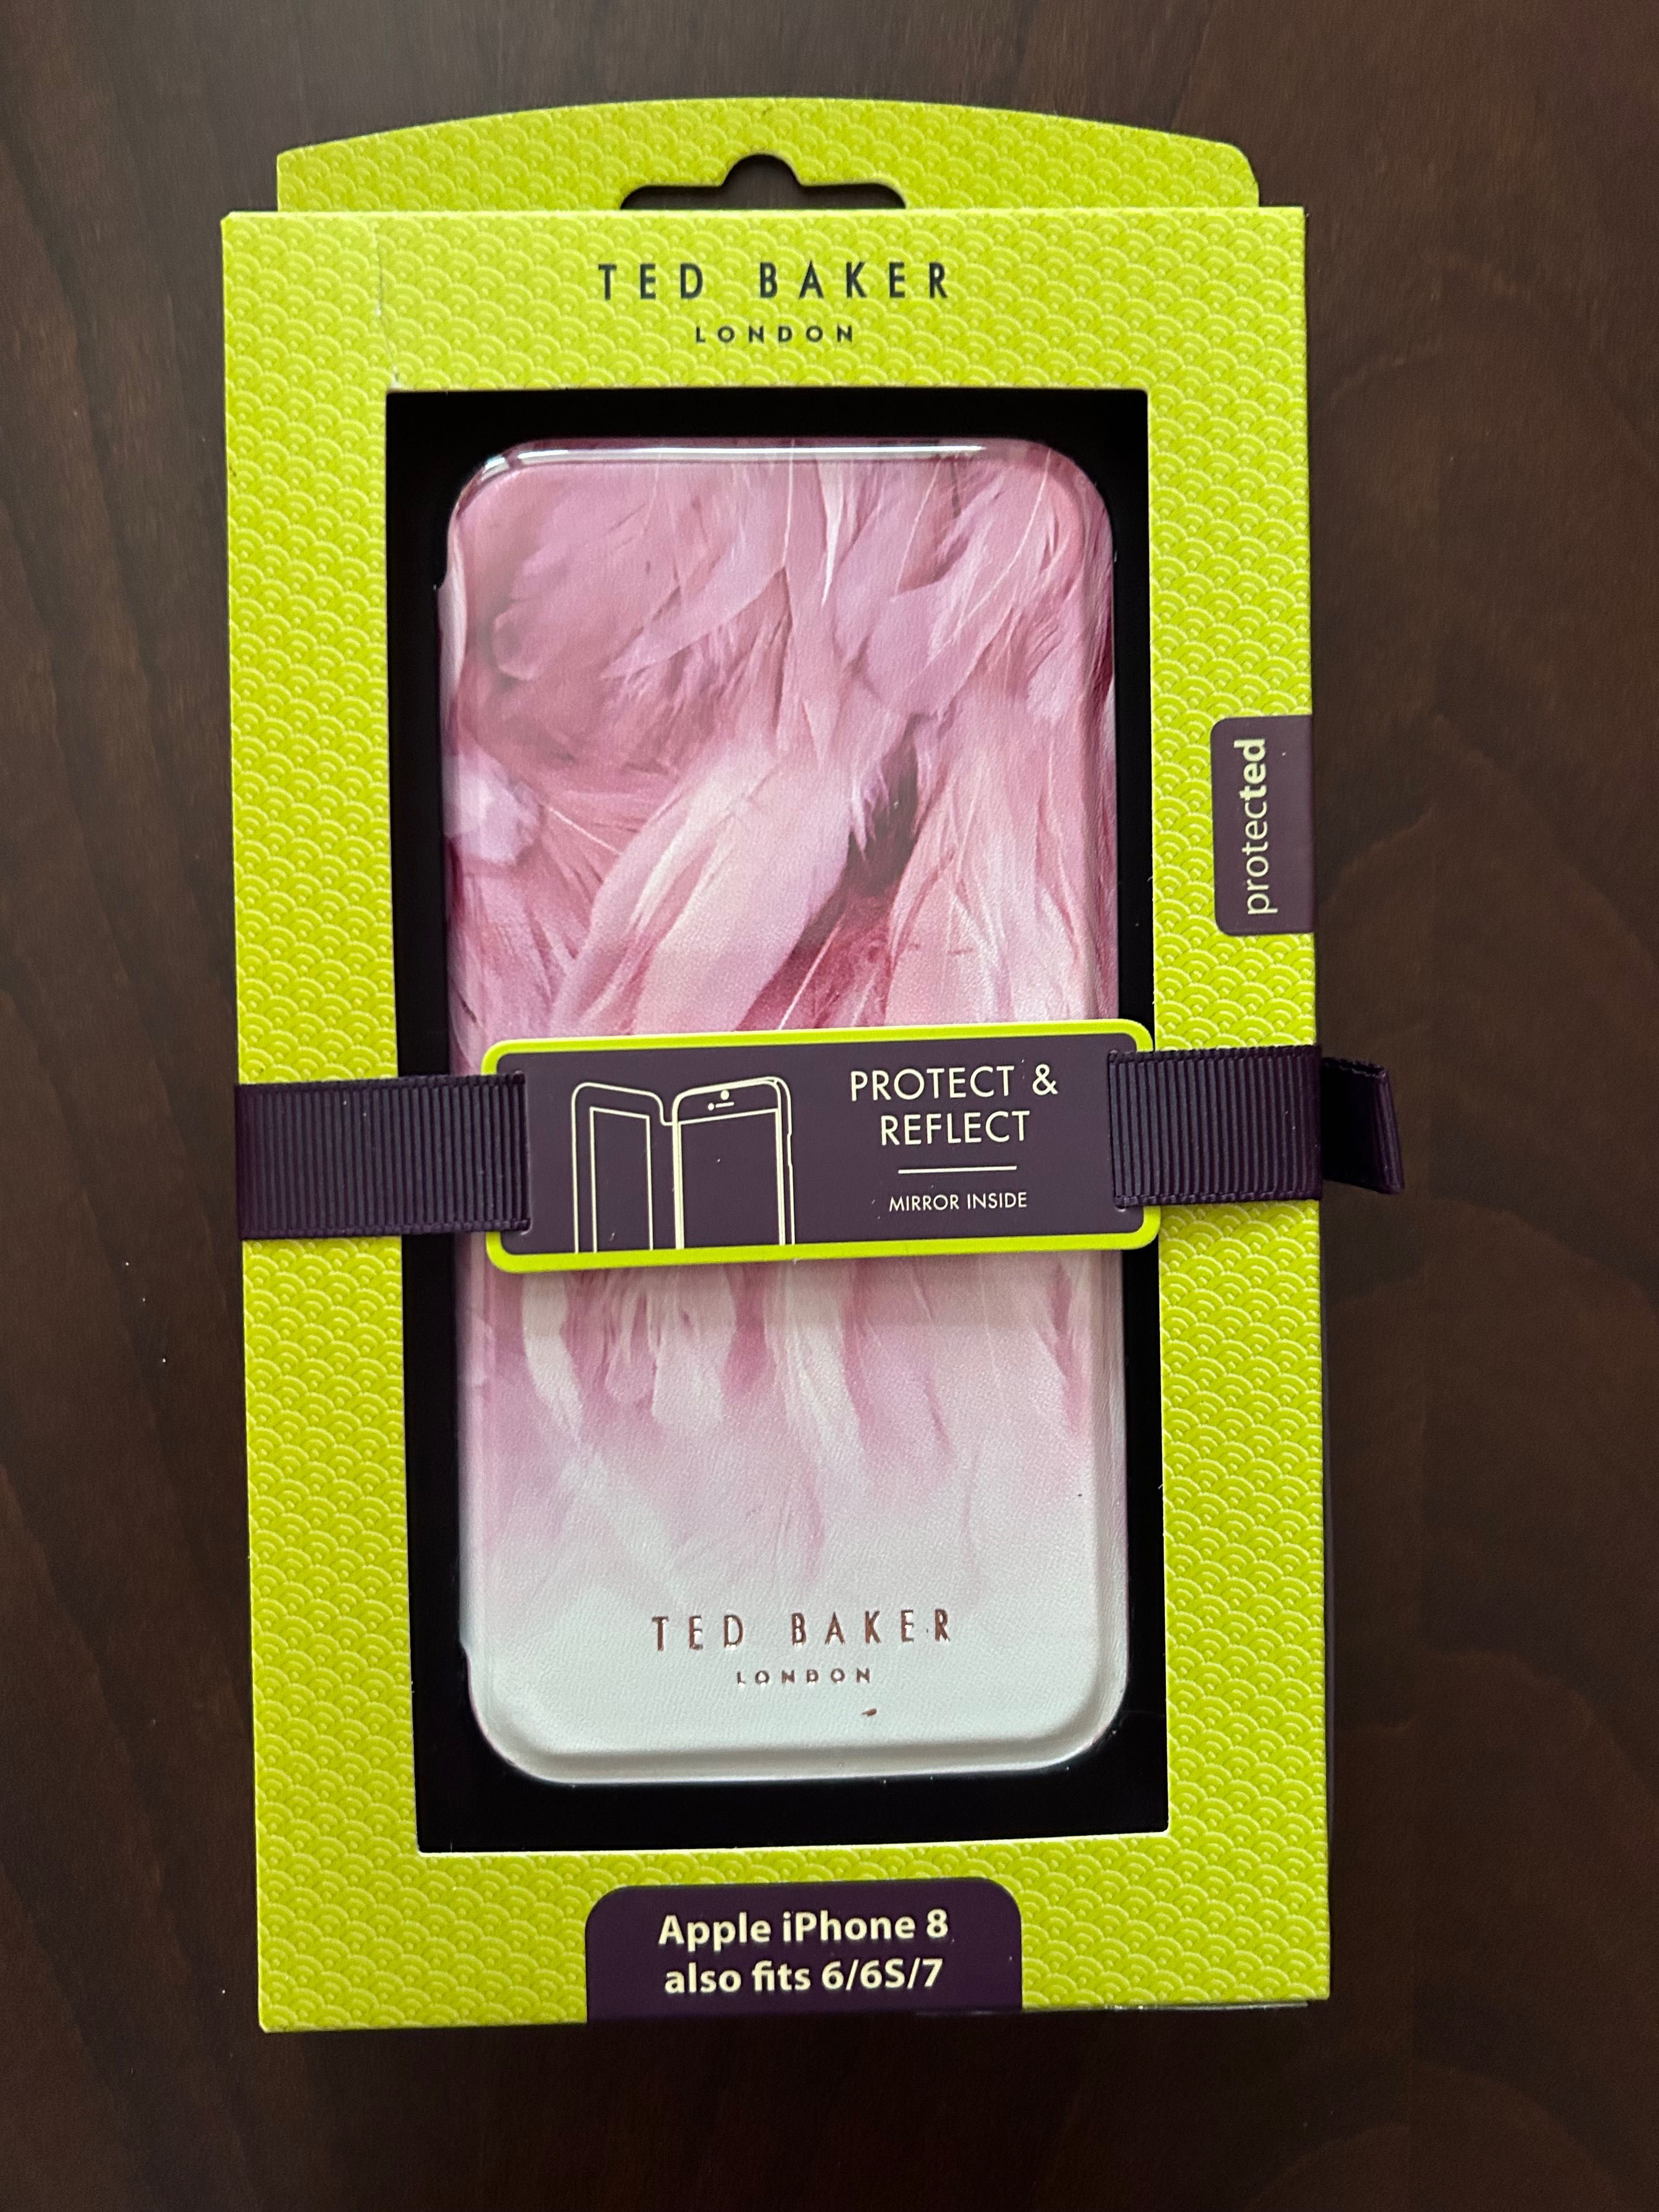 TED BAKER
LONDON
protected
PROTECT &
REFLECT
MIRROR INSIDE
TED BAKER
LONDON
Apple iPhone 8
also fits 6/6S/7